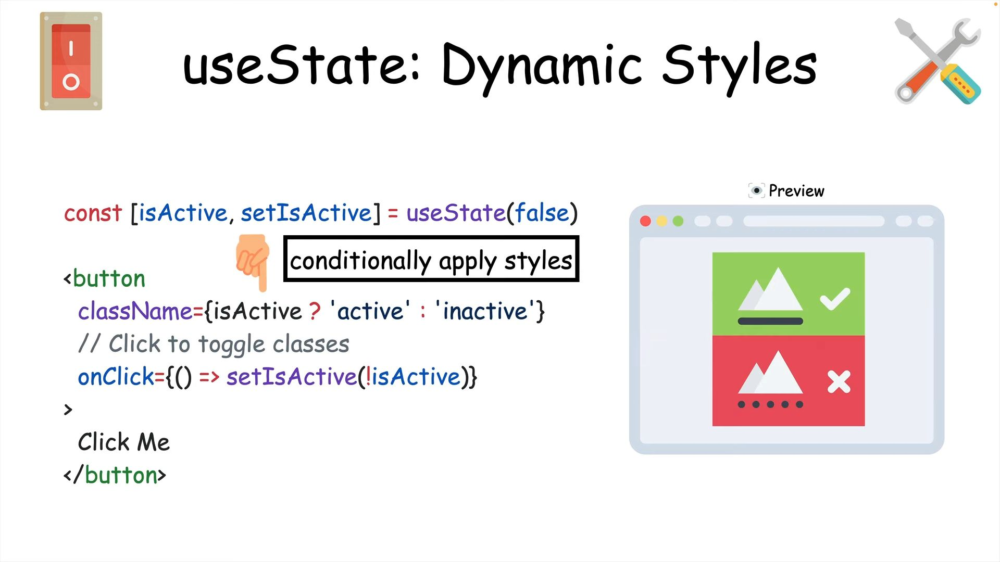 useState: Dynamic Styles
Preview
const [isActive, setIsActive] = useState(false)
conditionally apply styles
<button
className={isActive ? 'active' : 'inactive'}
// Click to toggle classes
onClick={() => setIsActive(!isActive)}
>
Click Me
</button>